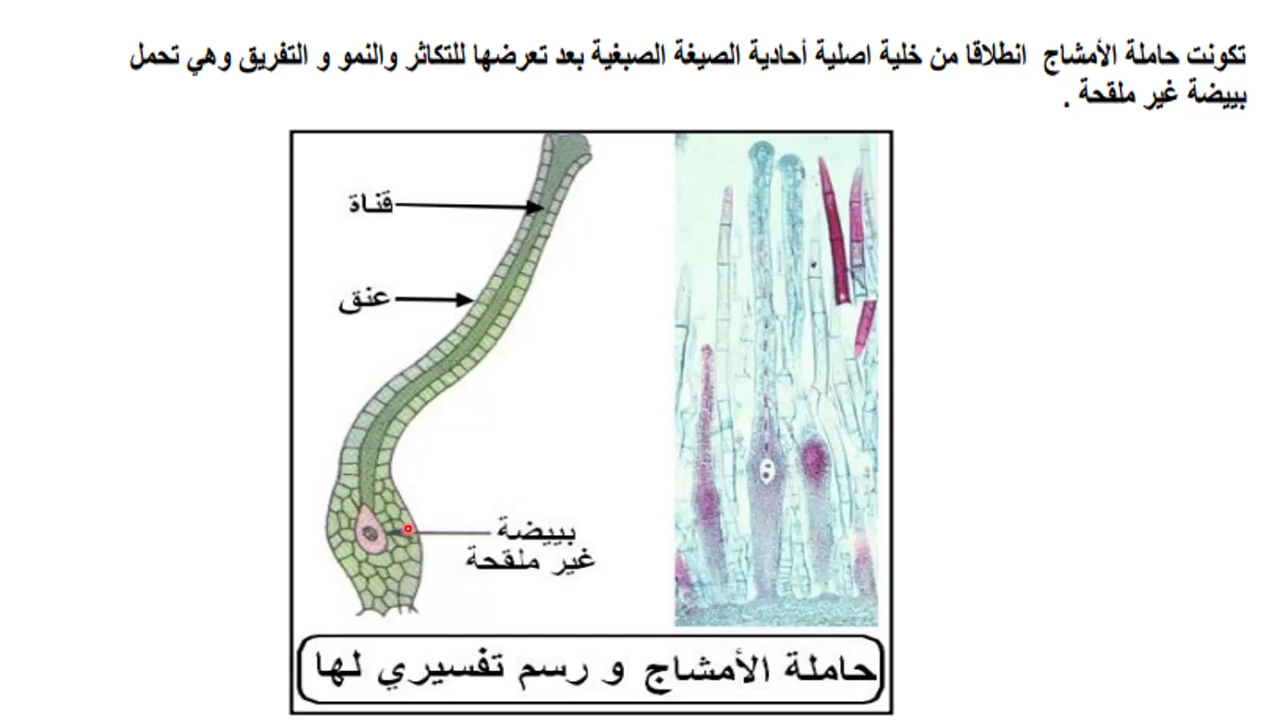 تكونت حاملة الأمشاج انطلاقا من خلية اصلية أحادية الصيغة الصبغية بعد تعرضها للتكاثر والنمو و التفريق وهي تحمل
بييضة غير ملقحة .
قناة
عنق
بييضة
غير ملقحة
حاملة الأمشاج و رسم تفسيري لها